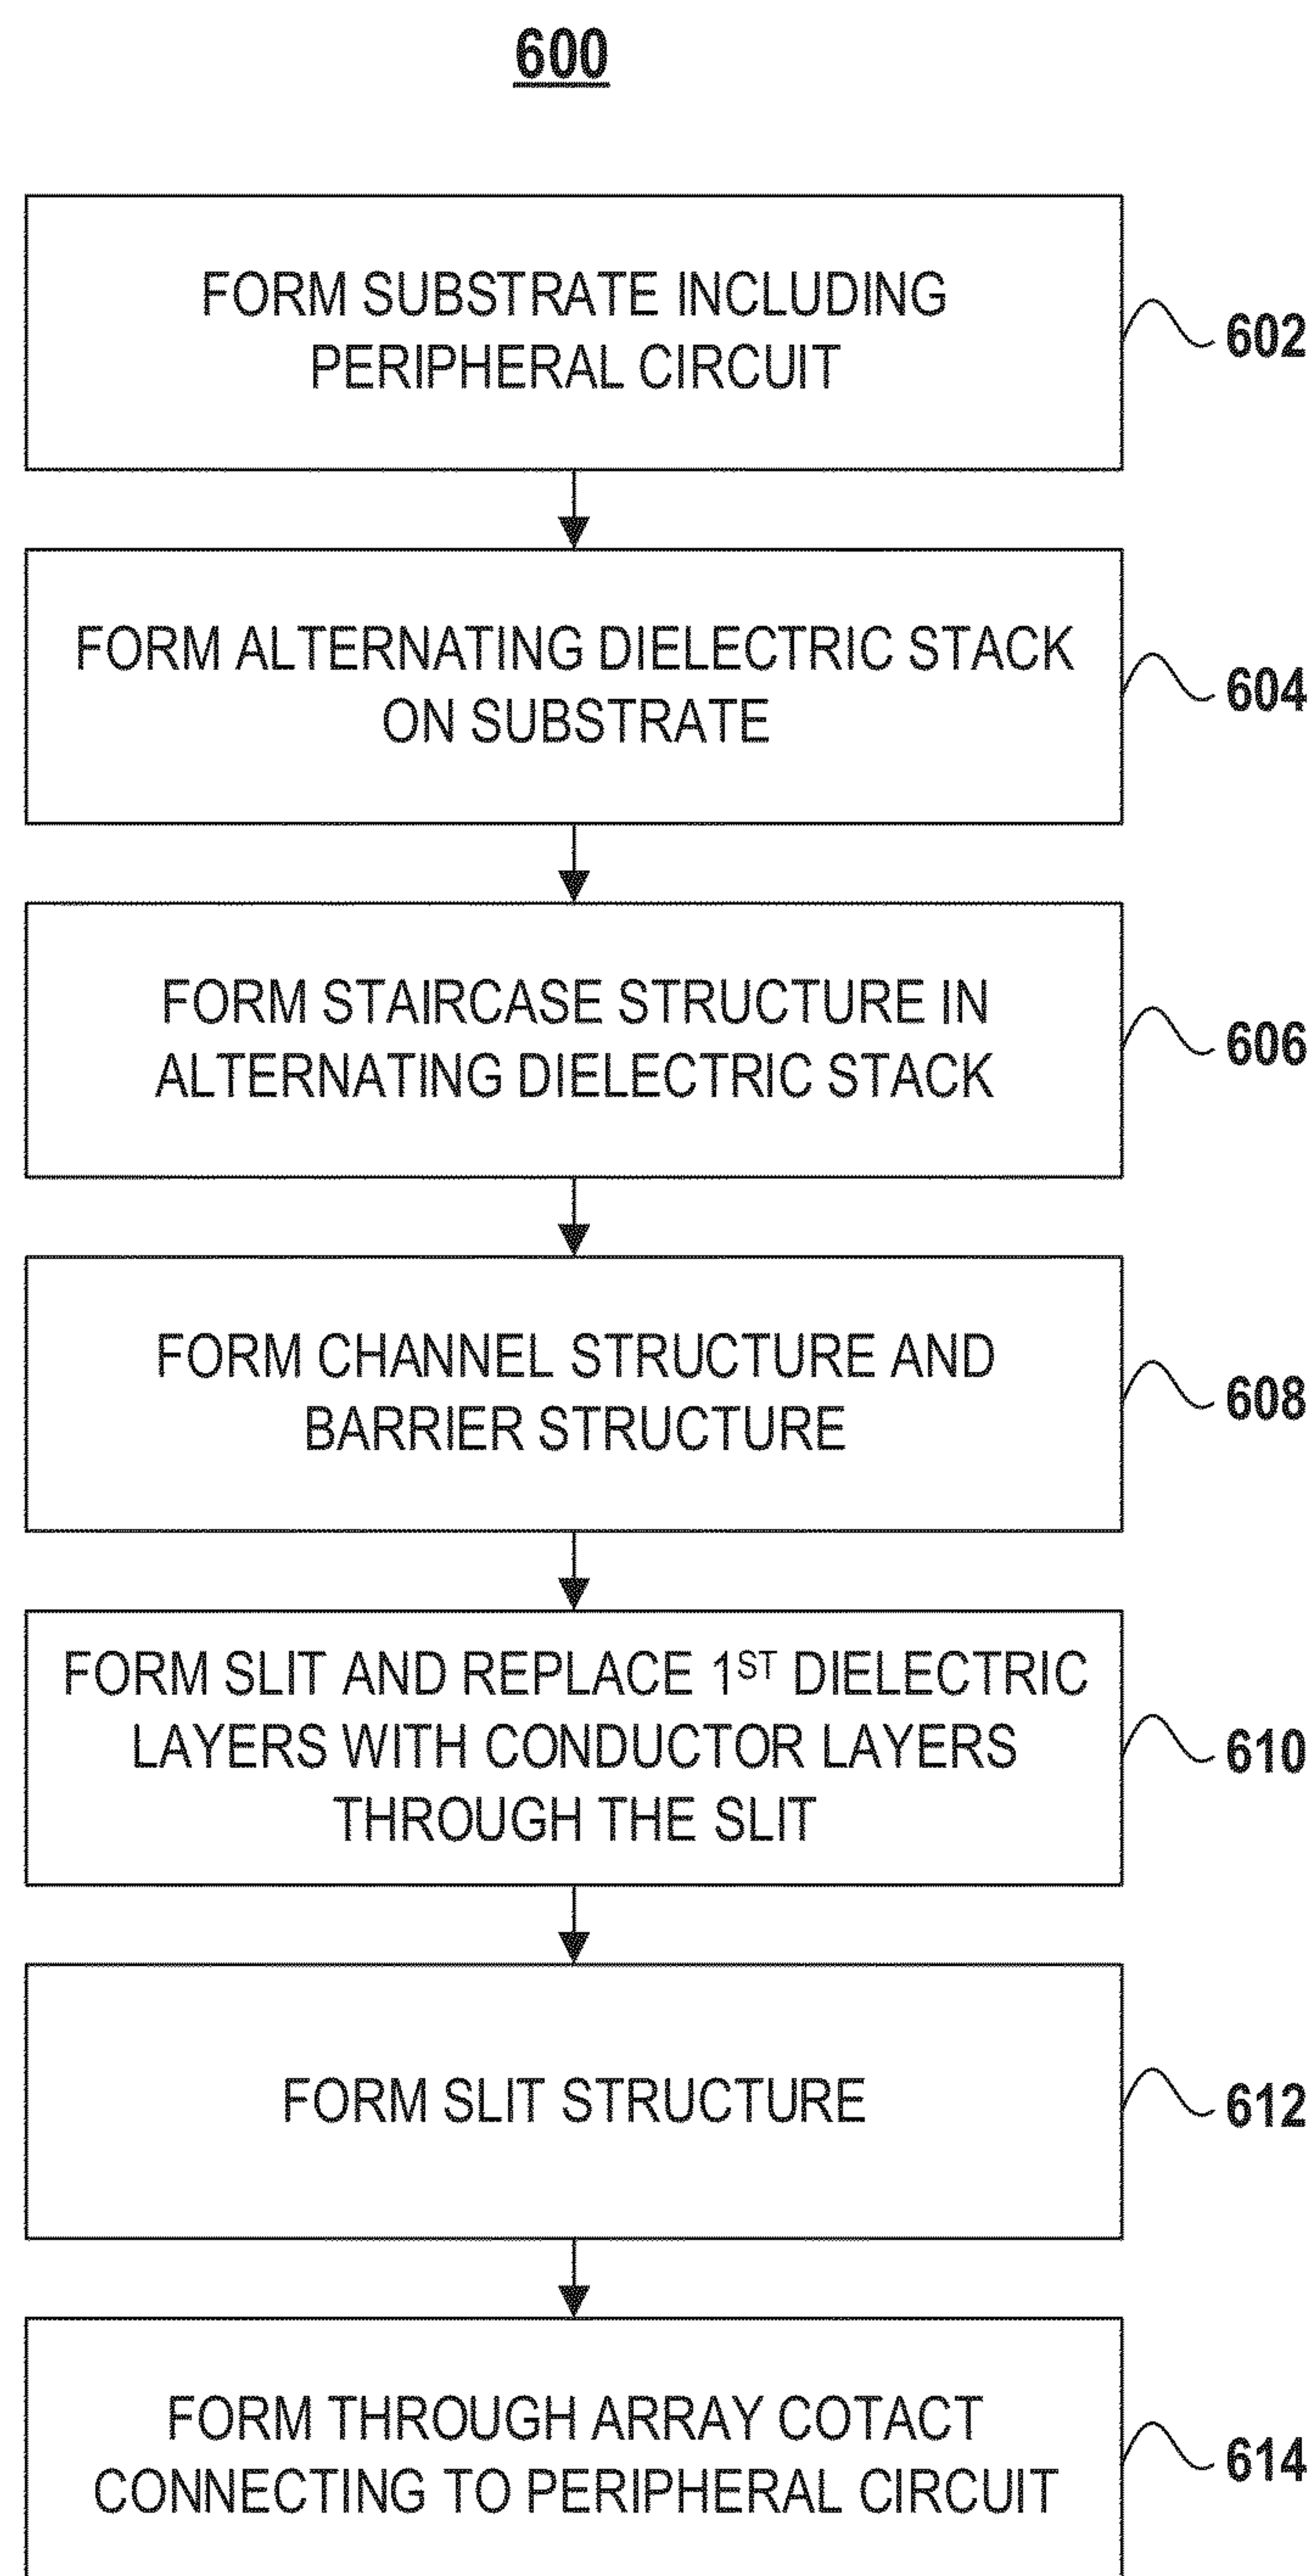 600
FORM SUBSTRATE INCLUDING
PERIPHERAL CIRCUIT
602
FORM ALTERNATING DIELECTRIC STACK
ON SUBSTRATE
604
FORM STAIRCASE STRUCTURE IN
ALTERNATING DIELECTRIC STACK
606
FORM CHANNEL STRUCTURE AND
BARRIER STRUCTURE
608
FORM SLIT AND REPLACE 1ST DIELECTRIC
LAYERS WITH CONDUCTOR LAYERS
THROUGH THE SLIT
610
FORM SLIT STRUCTURE
612
FORM THROUGH ARRAY COTACT
CONNECTING TO PERIPHERAL CIRCUIT
614